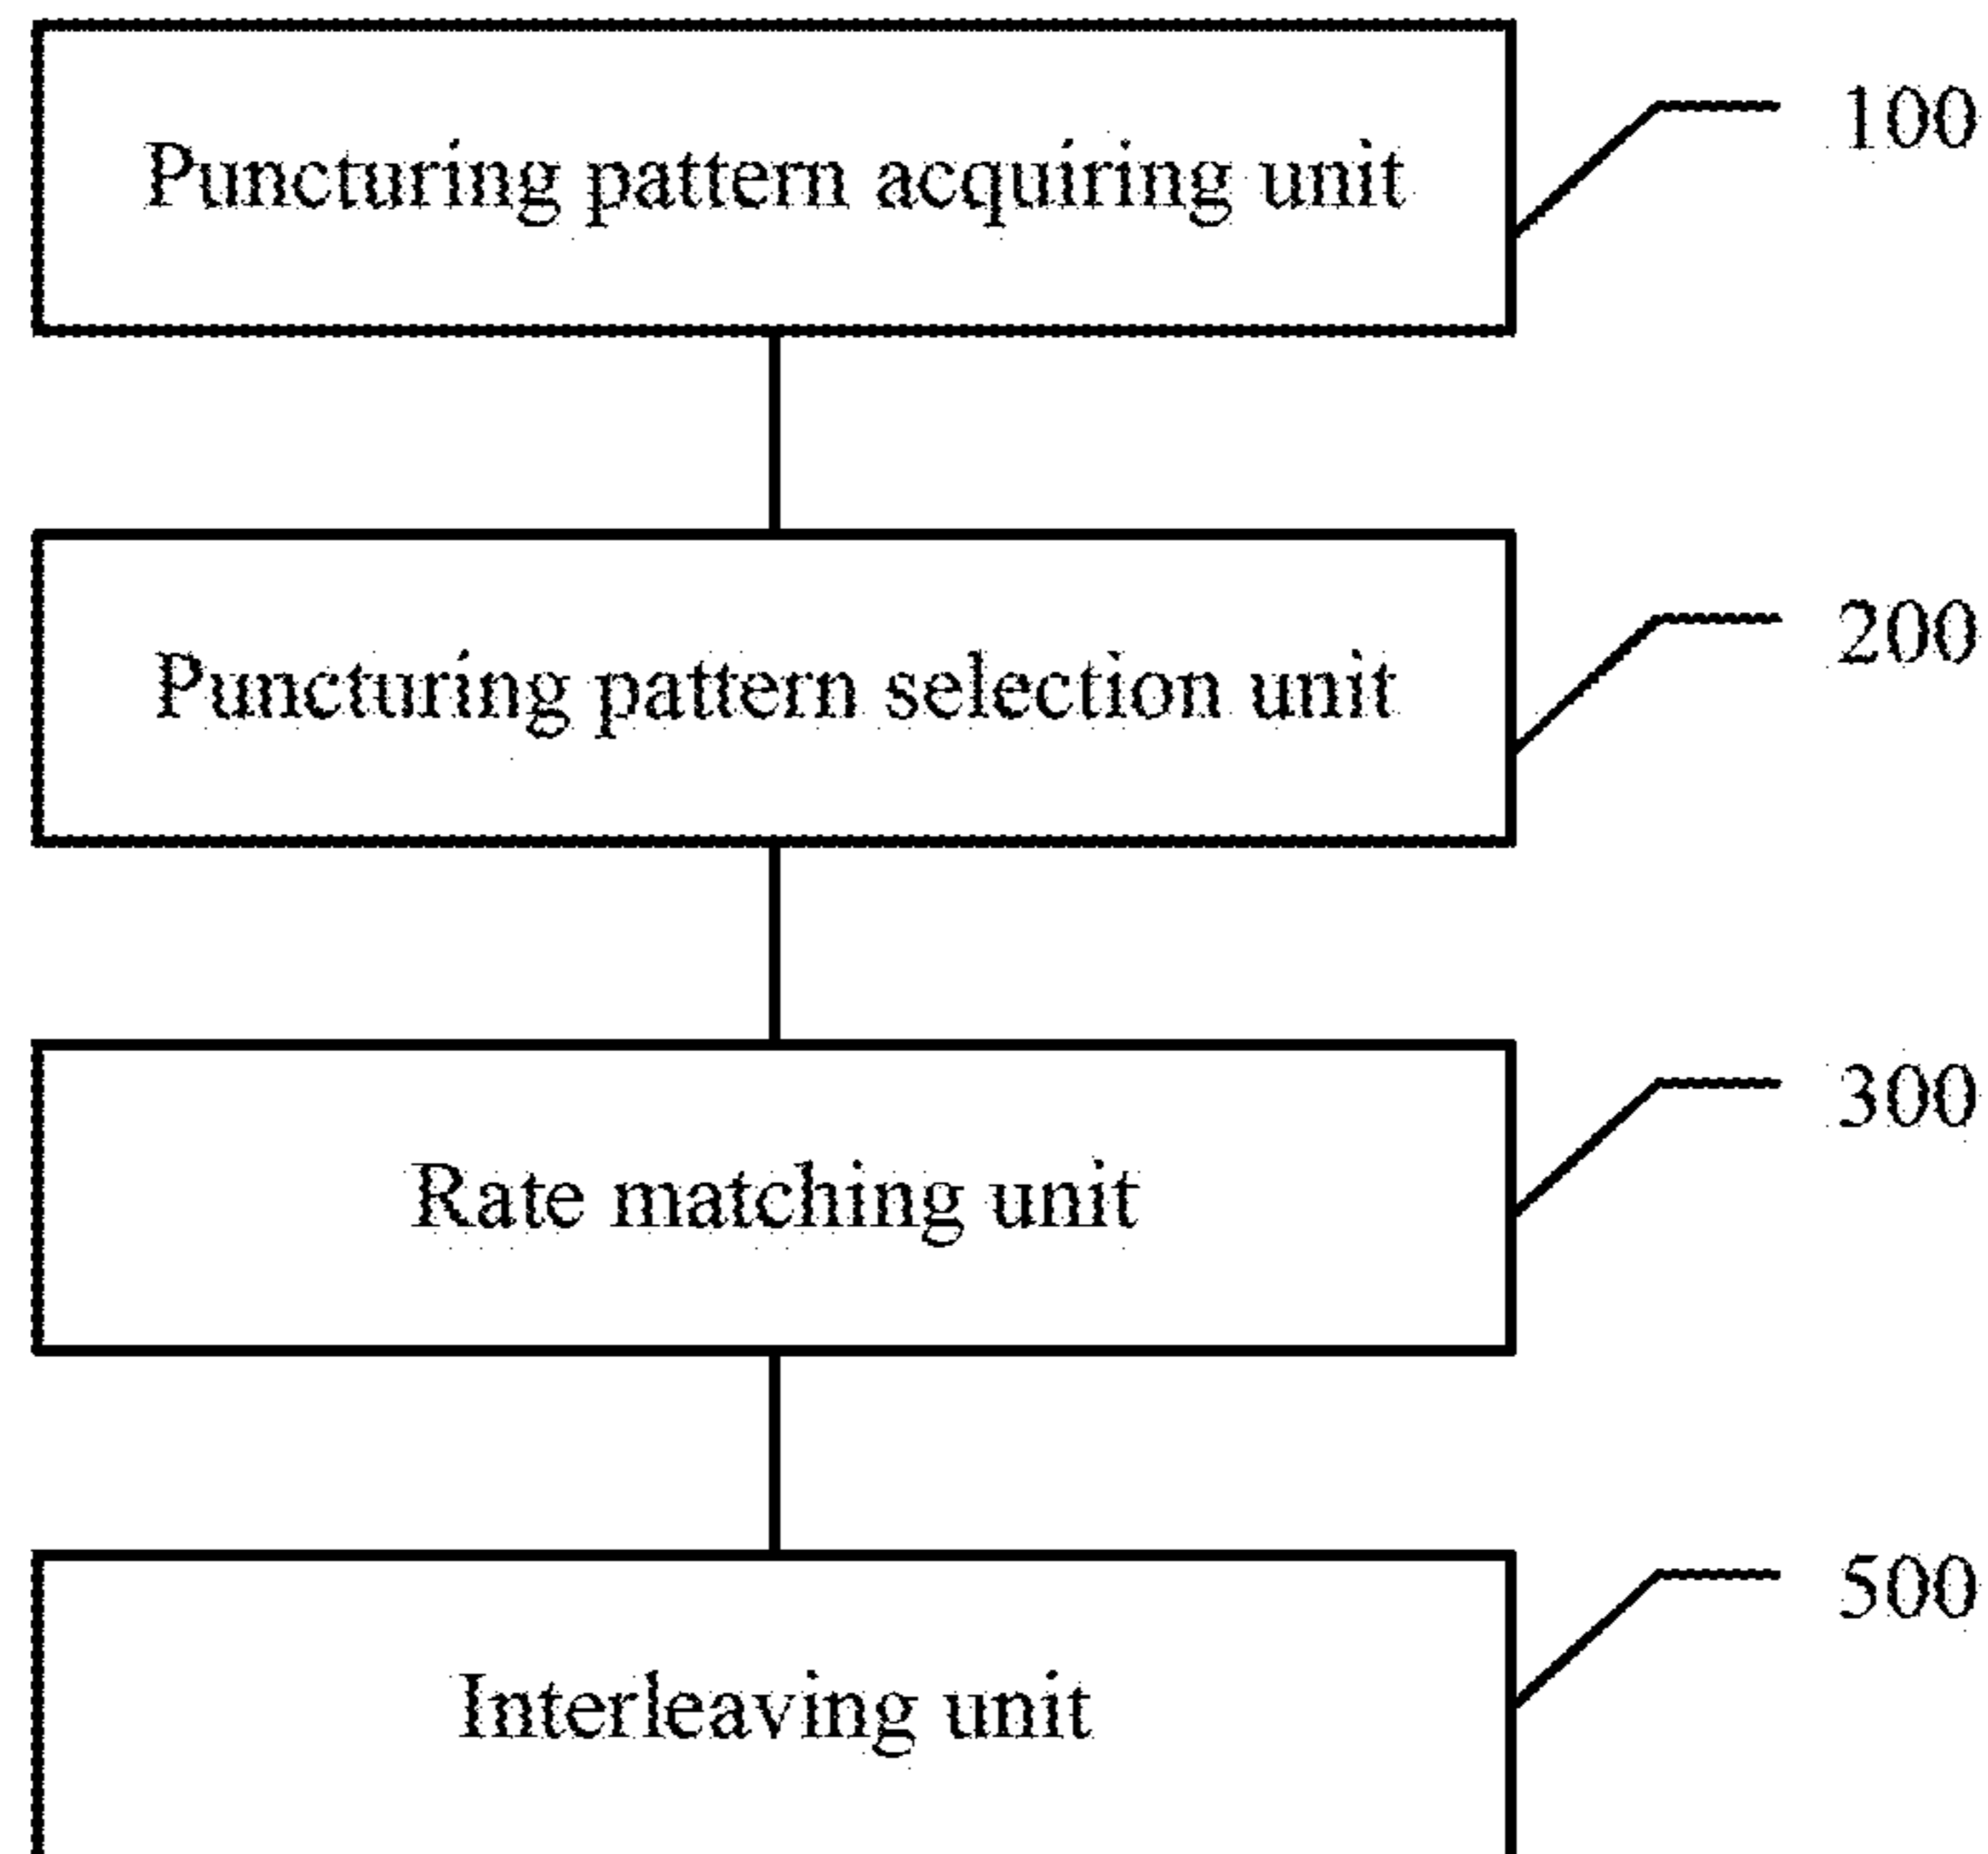 Puncturing pattern acquiring unit
100
Puncturing pattern selection unit
200
Rate matching unit
300
Interleaving unit
500